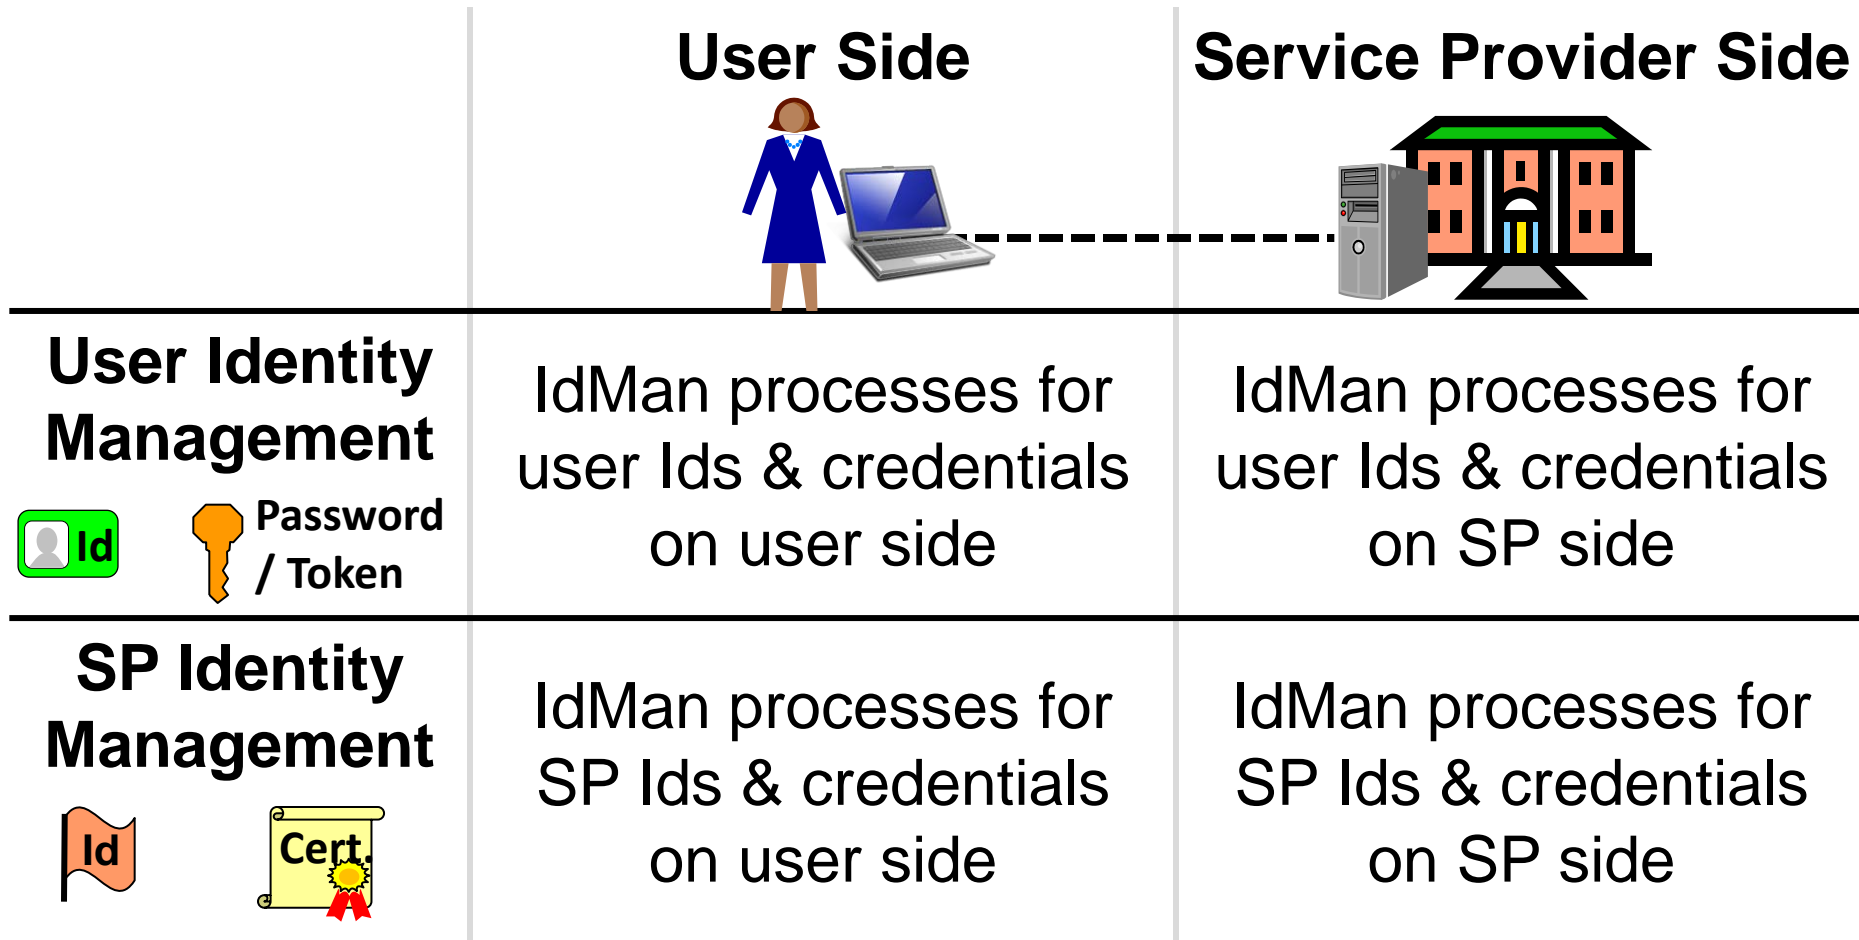 User Side
Service Provider Side
User Identity
Management
Id
Password
/ Token
IdMan processes for
user Ids & credentials
on user side
IdMan processes for
user Ids & credentials
on SP side
SP Identity
Management
Id
Cert.
IdMan processes for
SP Ids & credentials
on user side
IdMan processes for
SP Ids & credentials
on SP side